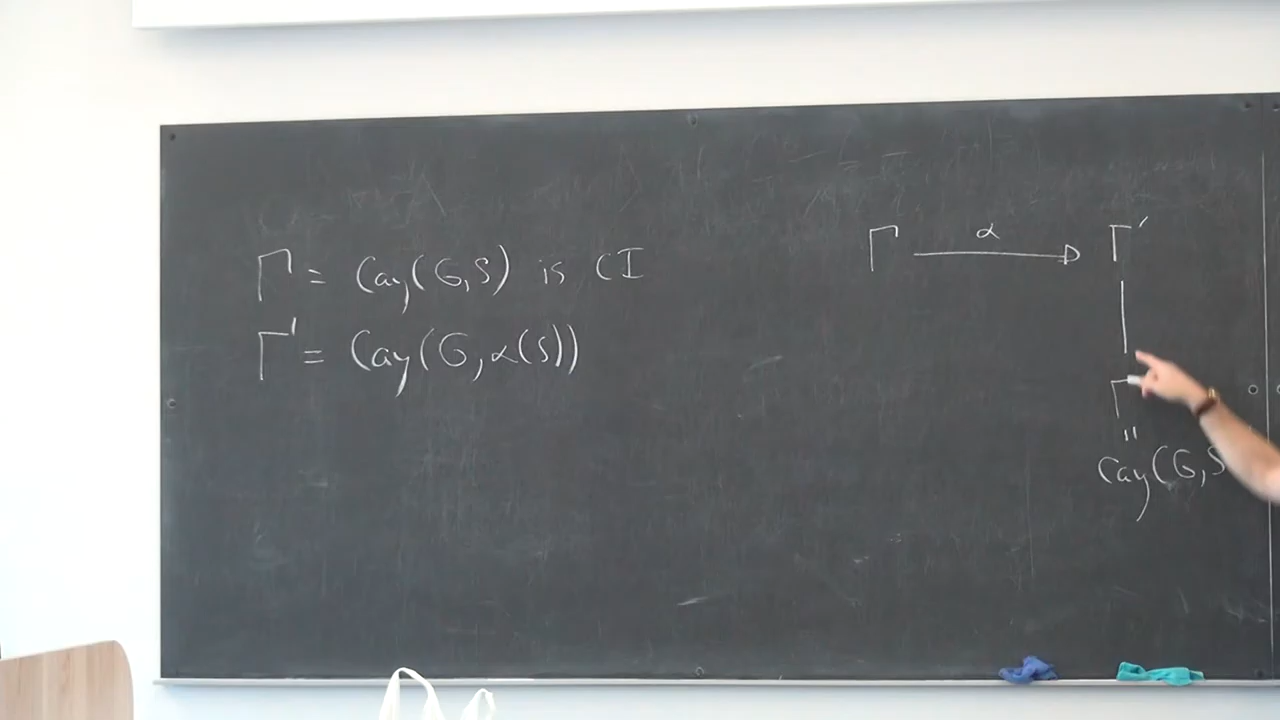 Γ = Cay(G,S) is CI
Γ' = Cay(G,α(S))
Γ α Γ'
Γ
"
Cay(G,S